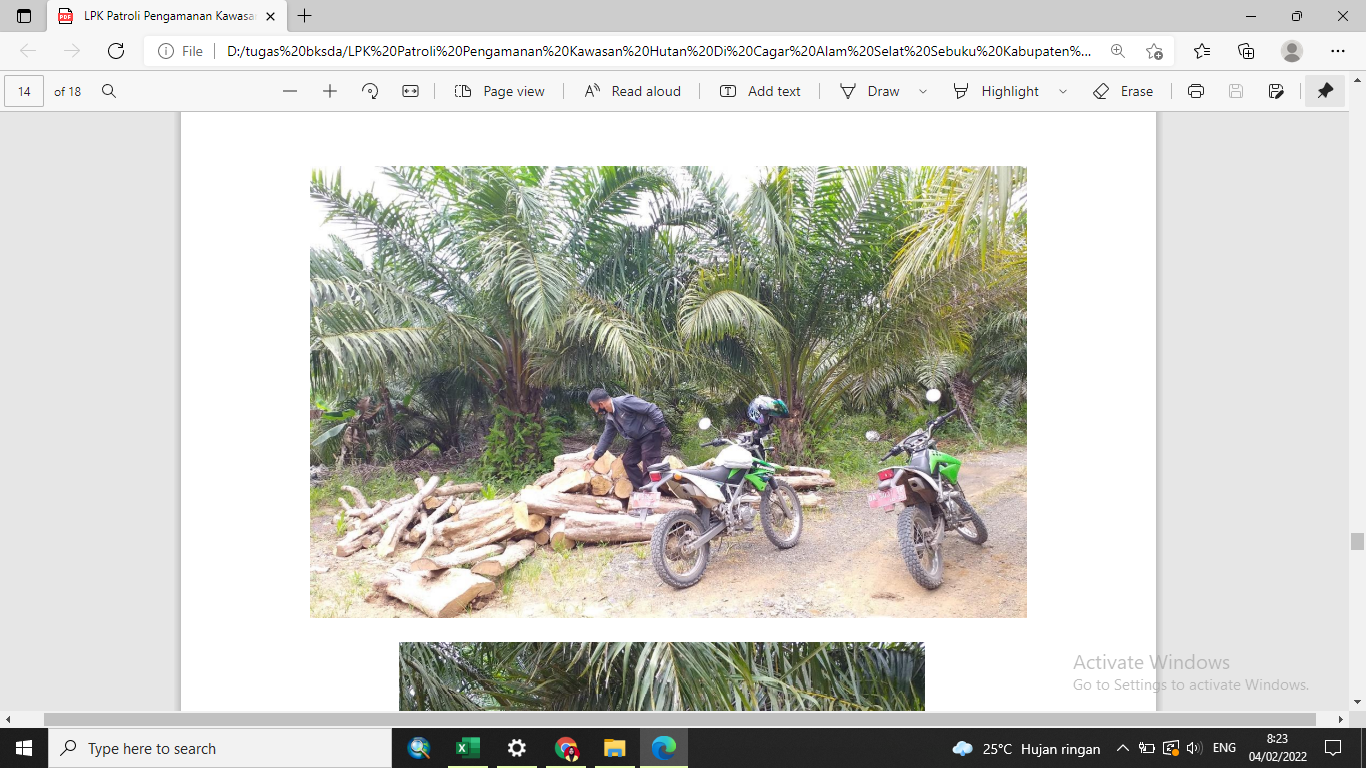 LPK Patroli Pengamanan Kawasa
File
D:/tugas%20bksda/LPK%20Patroli%20Pengamanan%20Kawasan%20Hutan%20Di%20Cagar%20Alam%20Selat%20Sebuku%20Kabupaten%...
14 of 18
Page view
Read aloud
Add text
Draw
Highlight
Erase
Activate Windows
Go to Settings to activate Windows.
Type here to search
25°C Hujan ringan
ENG
8:23
04/02/2022